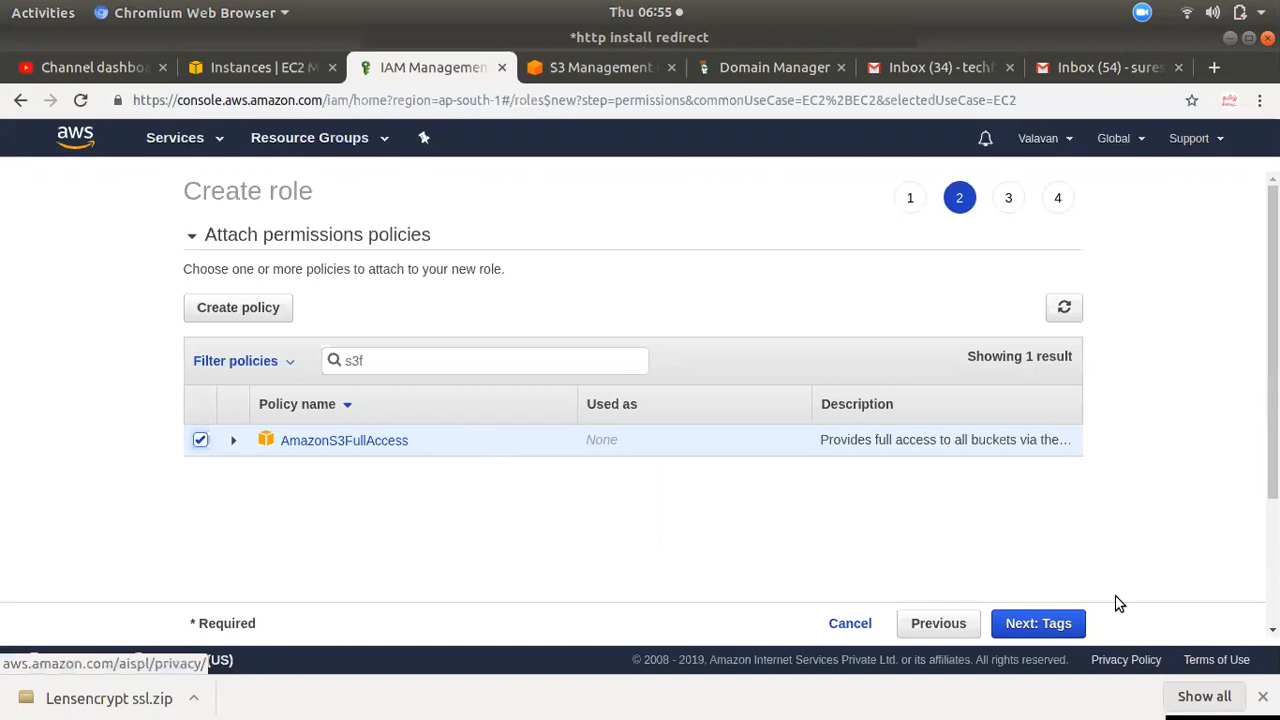 Activities Chromium Web Browser Thu 06:55
*http install redirect
Channel dashbo Instances | EC2 M IAM Managemen S3 Management Domain Manager Inbox (34) - techf Inbox (54) - sures
https://console.aws.amazon.com/iam/home?region=ap-south-1#/roles$new?step=permissions&commonUseCase=EC2%2BEC2&selectedUseCase=EC2
aws Services Resource Groups Valavan Global Support
Create role 1 2 3 4
Attach permissions policies
Choose one or more policies to attach to your new role.
Create policy
Filter policies s3f Showing 1 result
Policy name Used as Description
AmazonS3FullAccess None Provides full access to all buckets via the…
* Required Cancel Previous Next: Tags
aws.amazon.com/aispl/privacy/ (US) © 2008 - 2019, Amazon Internet Services Private Ltd. or its affiliates. All rights reserved. Privacy Policy Terms of Use
Lensencrypt ssl.zip Show all